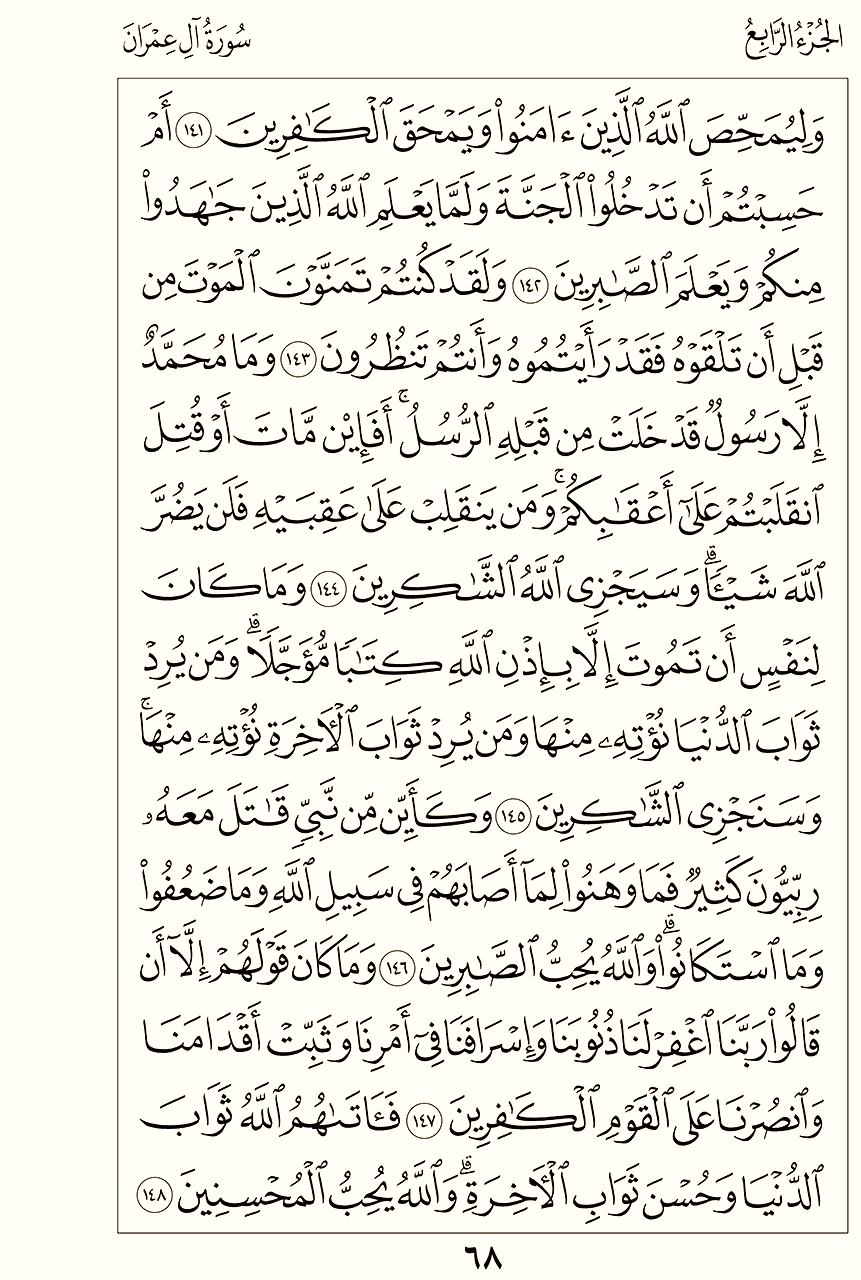 الجُزْءُ الرَّابِعُ
سُورَةُ آلِ عِمْرَانَ
وَلِيُمَحِّصَ ٱللَّهُ ٱلَّذِينَ ءَامَنُوا۟ وَيَمْحَقَ ٱلْكَـٰفِرِينَ ١٤١ أَمْ
حَسِبْتُمْ أَن تَدْخُلُوا۟ ٱلْجَنَّةَ وَلَمَّا يَعْلَمِ ٱللَّهُ ٱلَّذِينَ جَـٰهَدُوا۟
مِنكُمْ وَيَعْلَمَ ٱلصَّـٰبِرِينَ ١٤٢ وَلَقَدْ كُنتُمْ تَمَنَّوْنَ ٱلْمَوْتَ مِن
قَبْلِ أَن تَلْقَوْهُ فَقَدْ رَأَيْتُمُوهُ وَأَنتُمْ تَنظُرُونَ ١٤٣ وَمَا مُحَمَّدٌ
إِلَّا رَسُولٌ قَدْ خَلَتْ مِن قَبْلِهِ ٱلرُّسُلُ ۚ أَفَإِي۟ن مَّاتَ أَوْ قُتِلَ
ٱنقَلَبْتُمْ عَلَىٰٓ أَعْقَـٰبِكُمْ ۚ وَمَن يَنقَلِبْ عَلَىٰ عَقِبَيْهِ فَلَن يَضُرَّ
ٱللَّهَ شَيْـًٔا ۗ وَسَيَجْزِى ٱللَّهُ ٱلشَّـٰكِرِينَ ١٤٤ وَمَا كَانَ
لِنَفْسٍ أَن تَمُوتَ إِلَّا بِإِذْنِ ٱللَّهِ كِتَـٰبًا مُّؤَجَّلًا ۗ وَمَن يُرِدْ
ثَوَابَ ٱلدُّنْيَا نُؤْتِهِۦ مِنْهَا وَمَن يُرِدْ ثَوَابَ ٱلْـَٔاخِرَةِ نُؤْتِهِۦ مِنْهَا ۚ
وَسَنَجْزِى ٱلشَّـٰكِرِينَ ١٤٥ وَكَأَيِّن مِّن نَّبِىٍّ قَـٰتَلَ مَعَهُۥ
رِبِّيُّونَ كَثِيرٌ فَمَا وَهَنُوا۟ لِمَآ أَصَابَهُمْ فِى سَبِيلِ ٱللَّهِ وَمَا ضَعُفُوا۟
وَمَا ٱسْتَكَانُوا۟ ۗ وَٱللَّهُ يُحِبُّ ٱلصَّـٰبِرِينَ ١٤٦ وَمَا كَانَ قَوْلَهُمْ إِلَّآ أَن
قَالُوا۟ رَبَّنَا ٱغْفِرْ لَنَا ذُنُوبَنَا وَإِسْرَافَنَا فِىٓ أَمْرِنَا وَثَبِّتْ أَقْدَامَنَا
وَٱنصُرْنَا عَلَى ٱلْقَوْمِ ٱلْكَـٰفِرِينَ ١٤٧ فَـَٔاتَىٰهُمُ ٱللَّهُ ثَوَابَ
ٱلدُّنْيَا وَحُسْنَ ثَوَابِ ٱلْـَٔاخِرَةِ ۗ وَٱللَّهُ يُحِبُّ ٱلْمُحْسِنِينَ ١٤٨
٦٨